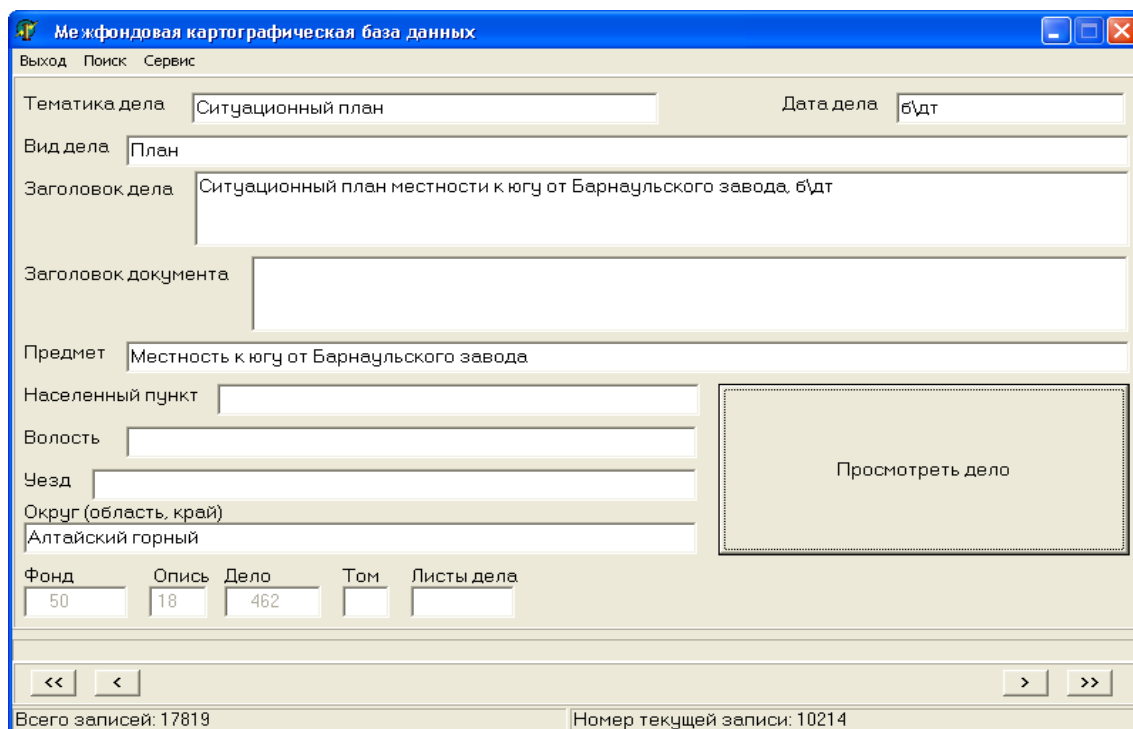 Межфондовая картографическая база данных
Выход Поиск Сервис
Тематика дела Ситуационный план Дата дела б\дт
Вид дела План
Заголовок дела Ситуационный план местности к югу от Барнаульского завода, б\дт
Заголовок документа
Предмет Местность к югу от Барнаульского завода
Населенный пункт
Волость
Просмотреть дело
Уезд
Округ (область, край)
Алтайский горный
Фонд Опись Дело Том Листы дела
50 18 462
<< < > >>
Всего записей: 17819 Номер текущей записи: 10214